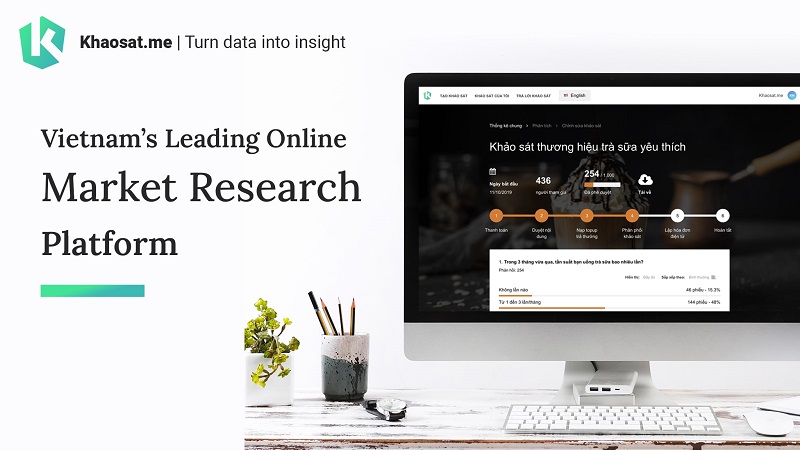 Khaosat.me | Turn data into insight
Vietnam's Leading Online
Market Research
Platform
TẠO KHẢO SÁT KHẢO SÁT CỦA TÔI TRẢ LỜI KHẢO SÁT English Khaosat.me
Thống kê chung › Phân tích › Chỉnh sửa khảo sát
Khảo sát thương hiệu trà sữa yêu thích
436 254 / 1.000
Ngày bắt đầu
11/10/2019 người tham gia Đã phê duyệt Tải về
1 2 3 4 5 6
Thanh toán Duyệt nội dung Nạp topup trả thưởng Phân phối khảo sát Lập hóa đơn điện tử Hoàn tất
1. Trong 3 tháng vừa qua, tần suất bạn uống trà sữa bao nhiêu lần?
Phản hồi: 254
Hiển thị: Đầy đủ Sắp xếp theo: Bình thường
Không lần nào 46 phiếu - 15.3%
Từ 1 đến 3 lần/tháng 144 phiếu - 48%